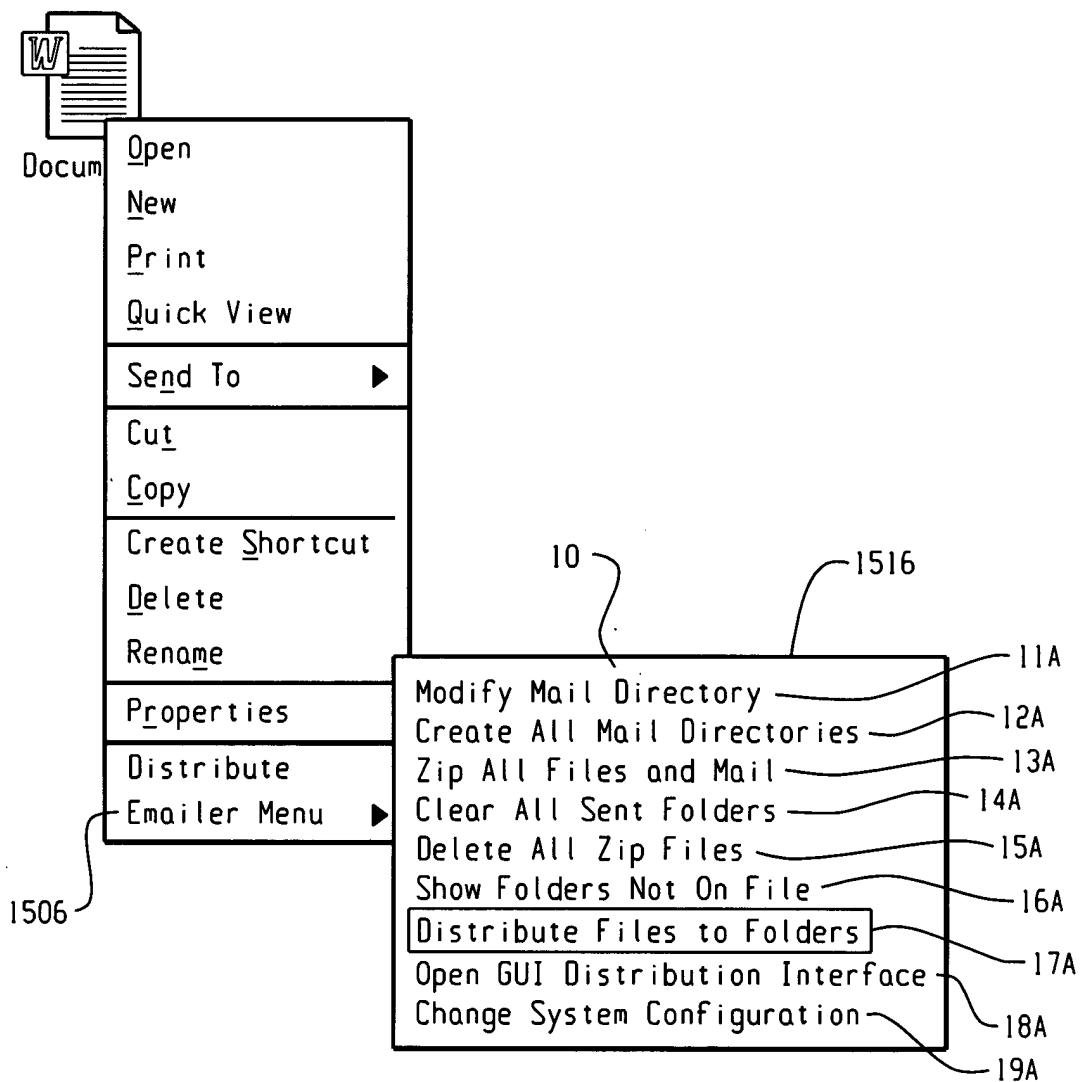 W
Docum
Open
New
Print
Quick View
Send To
Cut
Copy
Create Shortcut
Delete
Rename
Properties
Distribute
Emailer Menu
1506
10
1516
Modify Mail Directory 11A
Create All Mail Directories 12A
Zip All Files and Mail 13A
Clear All Sent Folders 14A
Delete All Zip Files 15A
Show Folders Not On File 16A
Distribute Files to Folders 17A
Open GUI Distribution Interface 18A
Change System Configuration 19A